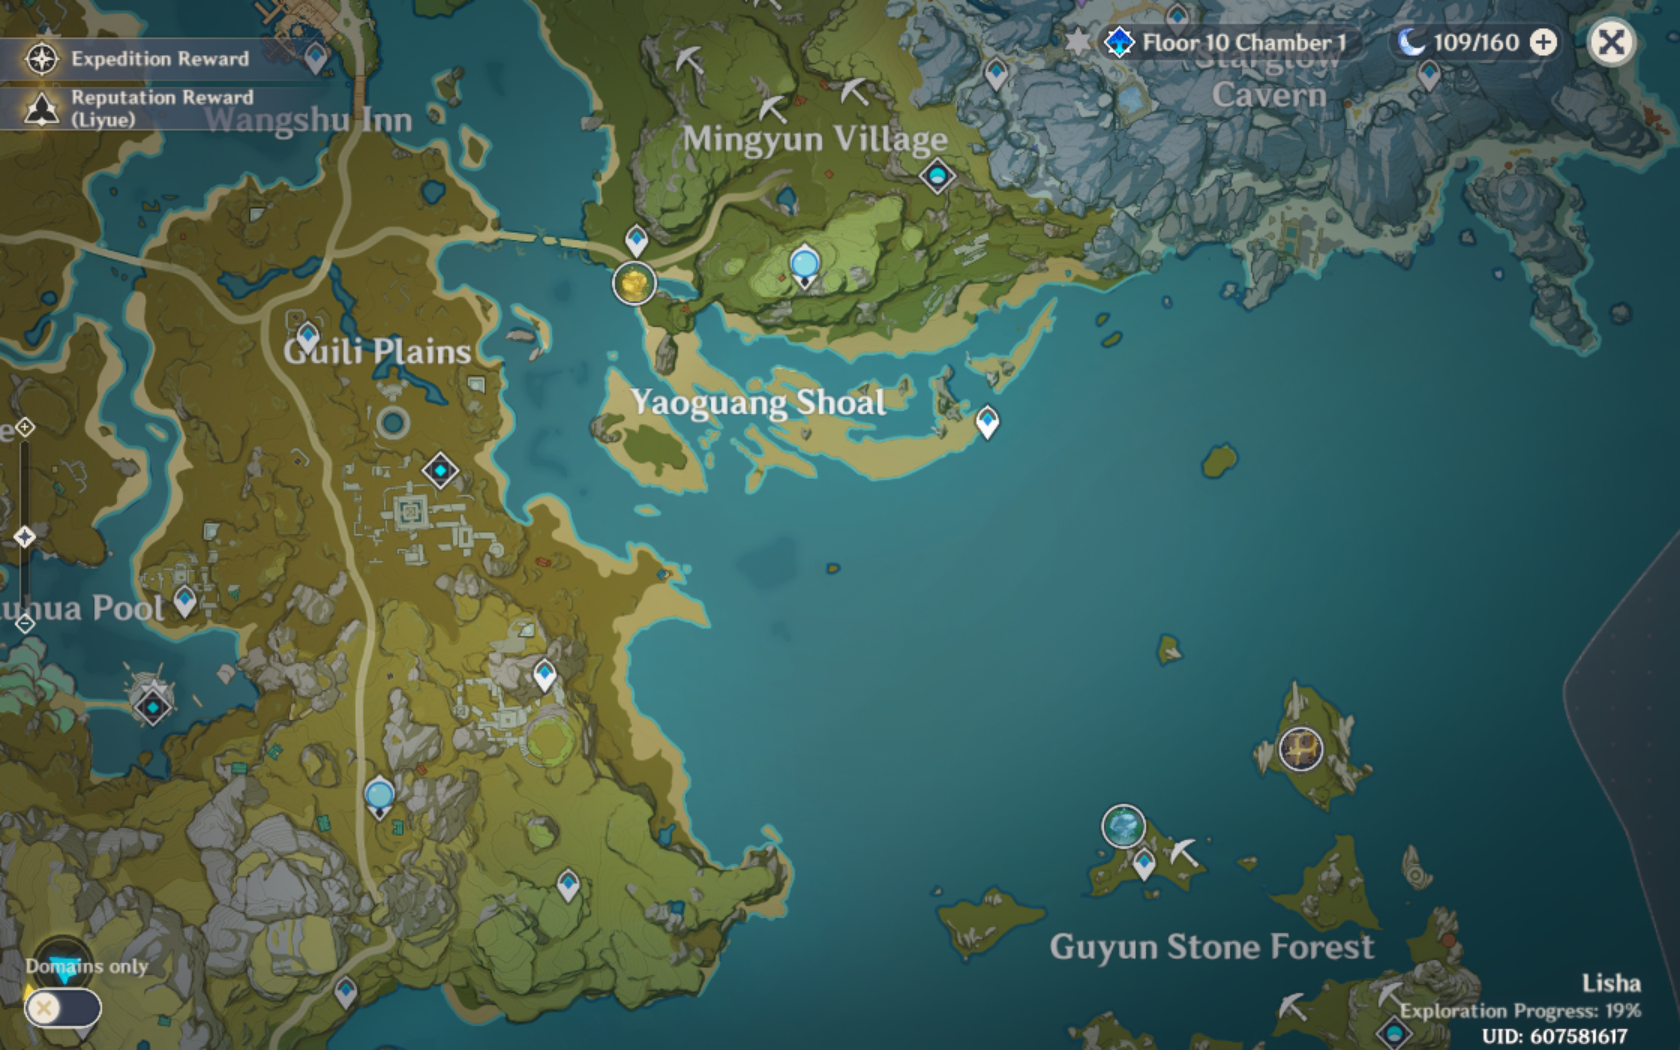 Expedition Reward
Reputation Reward
(Liyue)
Floor 10 Chamber 1
109/160
Starglow
Cavern
Wangshu Inn
Mingyun Village
Guili Plains
Yaoguang Shoal
Pool
Guyun Stone Forest
Domains only
Lisha
Exploration Progress: 19%
UID: 607581617